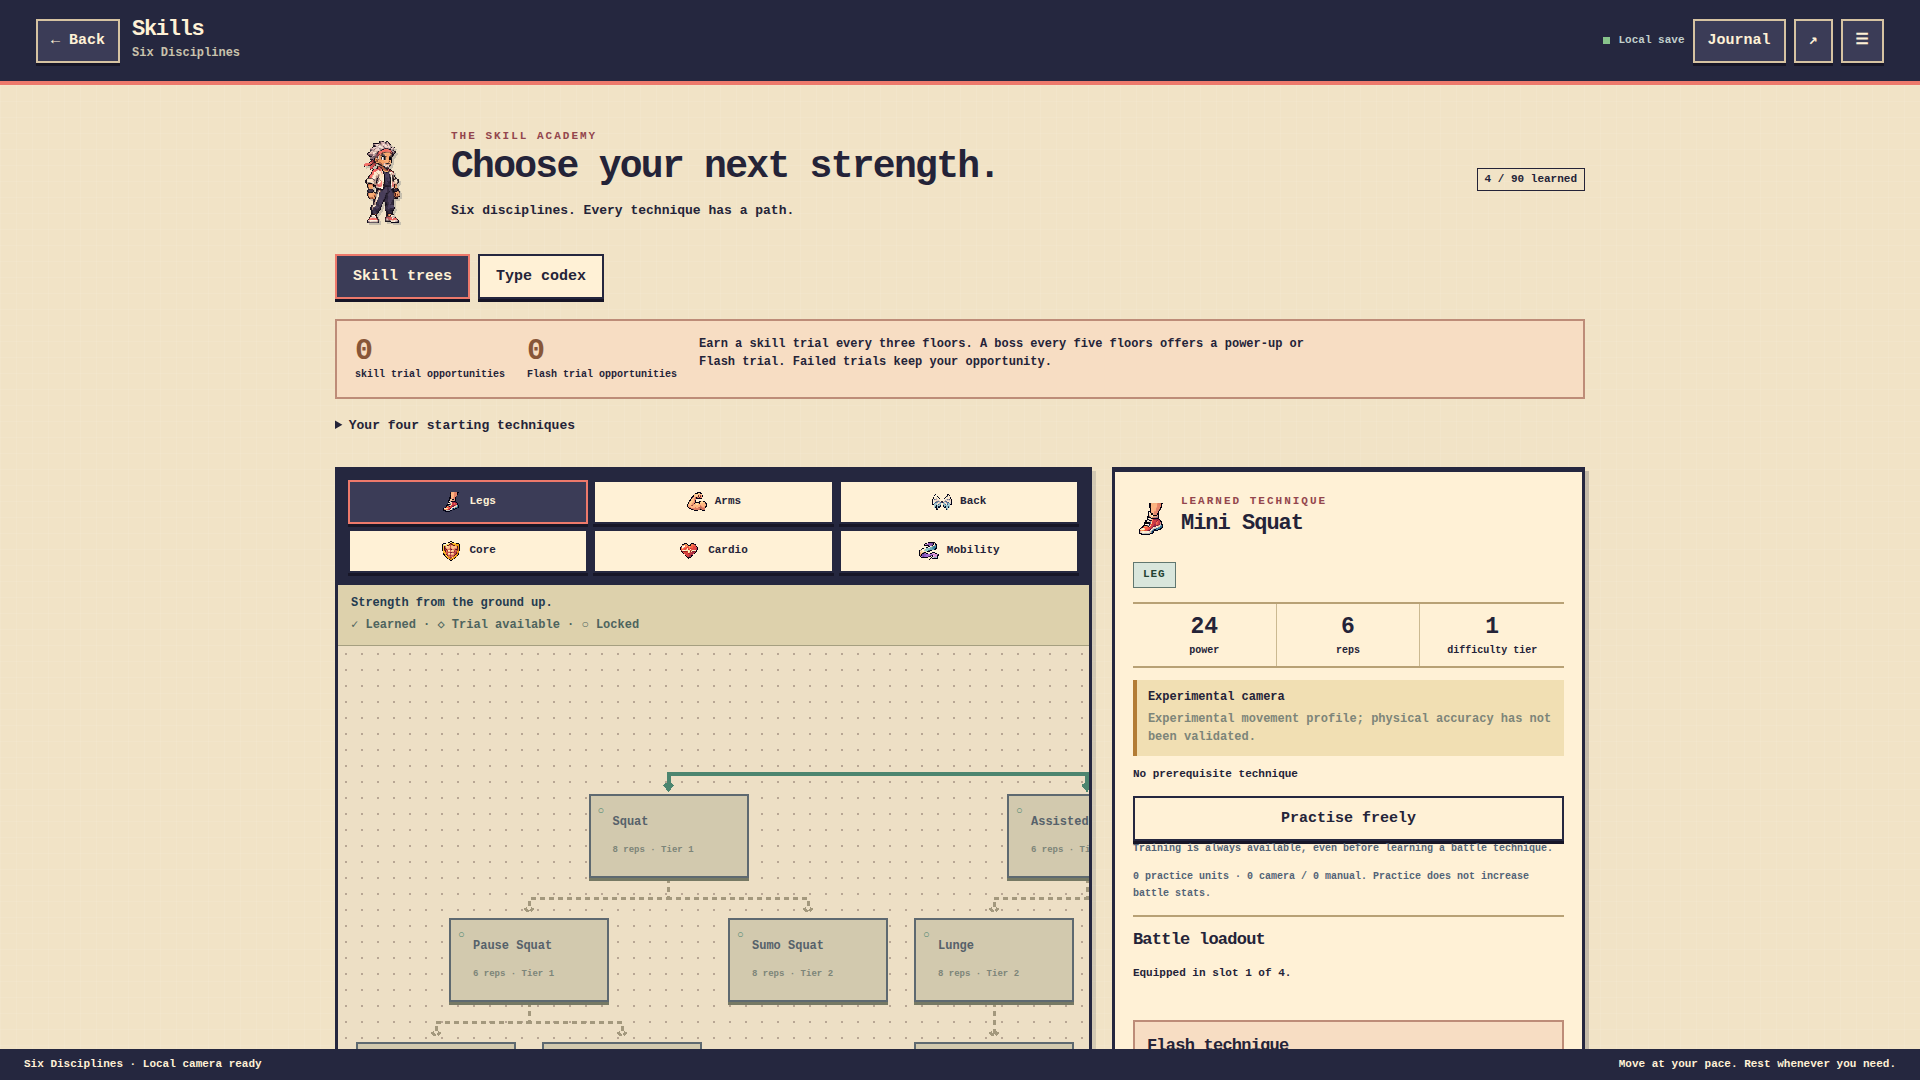 ← Back
Skills
Six Disciplines
Local save
Journal
↗
☰
THE SKILL ACADEMY
Choose your next strength.
Six disciplines. Every technique has a path.
4 / 90 learned
Skill trees
Type codex
0
skill trial opportunities
0
Flash trial opportunities
Earn a skill trial every three floors. A boss every five floors offers a power-up or
Flash trial. Failed trials keep your opportunity.
▶ Your four starting techniques
Legs
Arms
Back
Core
Cardio
Mobility
Strength from the ground up.
✓ Learned · ◇ Trial available · ○ Locked
○
Squat
8 reps · Tier 1
○
Assisted
6 reps · Ti
○
Pause Squat
6 reps · Tier 1
○
Sumo Squat
8 reps · Tier 2
○
Lunge
8 reps · Tier 2
LEARNED TECHNIQUE
Mini Squat
LEG
24
power
6
reps
1
difficulty tier
Experimental camera
Experimental movement profile; physical accuracy has not
been validated.
No prerequisite technique
Practise freely
Training is always available, even before learning a battle technique.
0 practice units · 0 camera / 0 manual. Practice does not increase
battle stats.
Battle loadout
Equipped in slot 1 of 4.
Flash technique
Six Disciplines · Local camera ready
Move at your pace. Rest whenever you need.